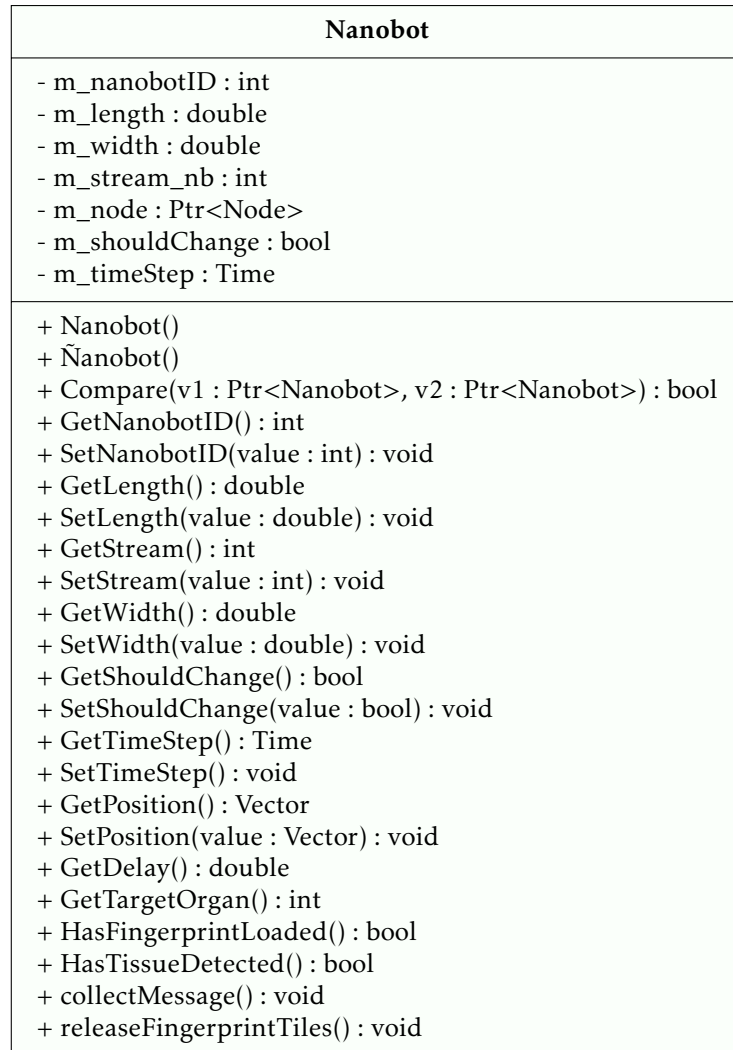 Nanobot
- m_nanobotID : int
- m_length : double
- m_width : double
- m_stream_nb : int
- m_node : Ptr<Node>
- m_shouldChange : bool
- m_timeStep : Time
+ Nanobot()
+ Ñanobot()
+ Compare(v1 : Ptr<Nanobot>, v2 : Ptr<Nanobot>) : bool
+ GetNanobotID() : int
+ SetNanobotID(value : int) : void
+ GetLength() : double
+ SetLength(value : double) : void
+ GetStream() : int
+ SetStream(value : int) : void
+ GetWidth() : double
+ SetWidth(value : double) : void
+ GetShouldChange() : bool
+ SetShouldChange(value : bool) : void
+ GetTimeStep() : Time
+ SetTimeStep() : void
+ GetPosition() : Vector
+ SetPosition(value : Vector) : void
+ GetDelay() : double
+ GetTargetOrgan() : int
+ HasFingerprintLoaded() : bool
+ HasTissueDetected() : bool
+ collectMessage() : void
+ releaseFingerprintTiles() : void